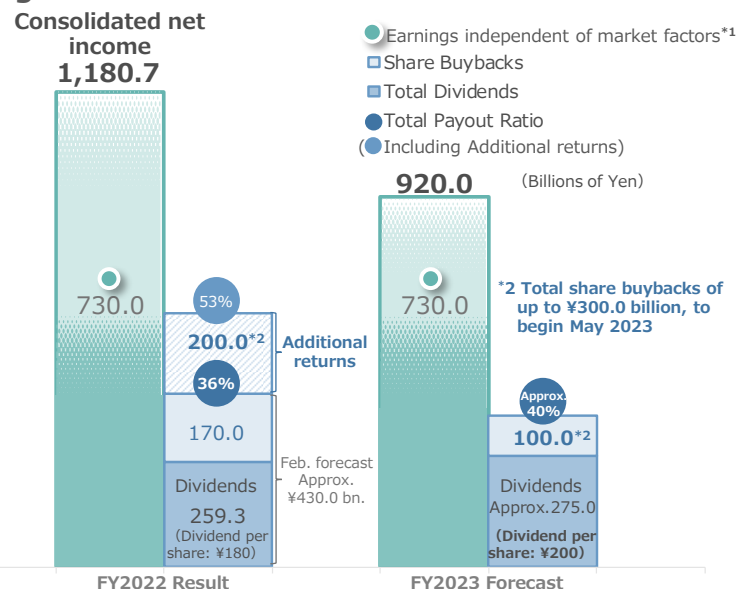 Consolidated net
income
1,180.7
Earnings independent of market factors*1
Share Buybacks
Total Dividends
Total Payout Ratio
(Including Additional returns)
920.0
(Billions of Yen)
730.0
53%
200.0*2
Additional
returns
36%
170.0
Feb. forecast
Approx.
¥430.0 bn.
Dividends
259.3
(Dividend per
share: ¥180)
730.0
*2 Total share buybacks of
up to ¥300.0 billion, to
begin May 2023
Approx.
40%
100.0*2
Dividends
Approx.275.0
(Dividend per
share: ¥200)
FY2022 Result
FY2023 Forecast